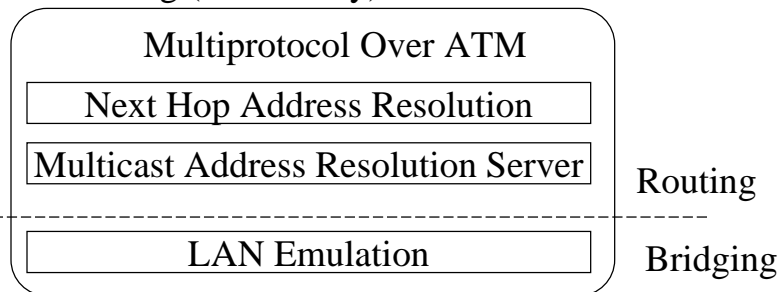 Multiprotocol Over ATM
Next Hop Address Resolution
Multicast Address Resolution Server
Routing
LAN Emulation
Bridging